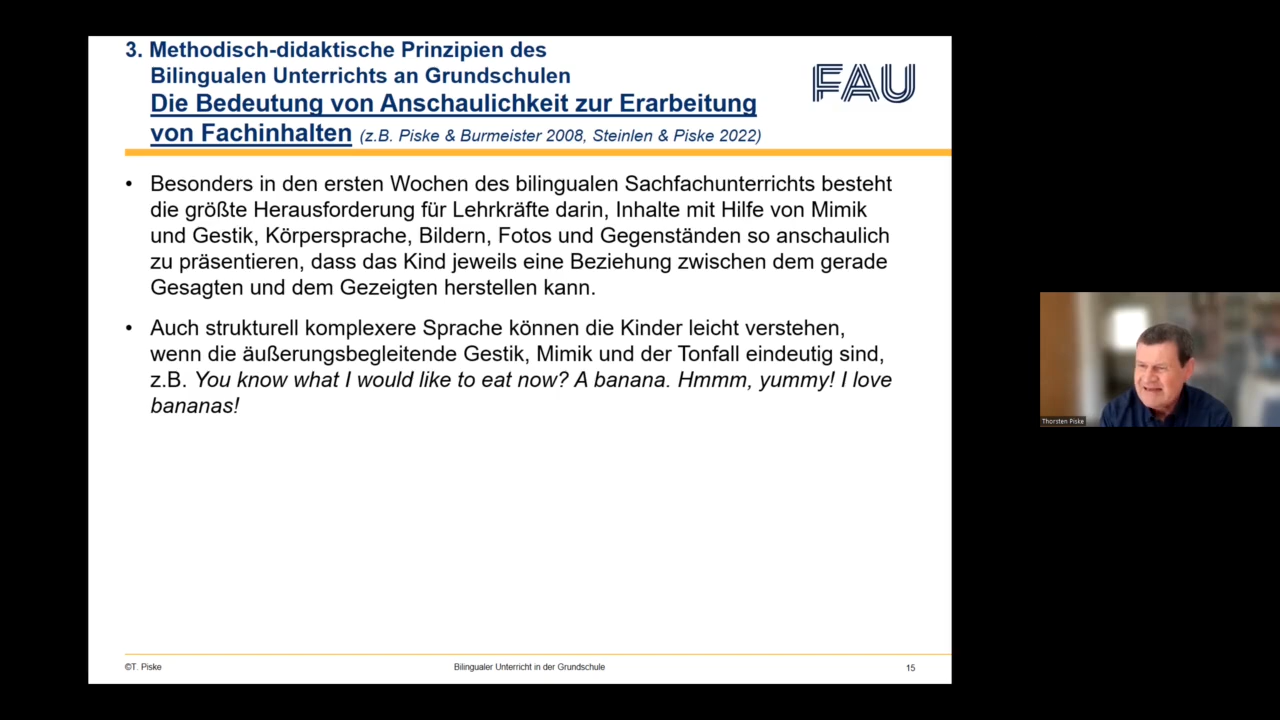 3. Methodisch-didaktische Prinzipien des
Bilingualen Unterrichts an Grundschulen
Die Bedeutung von Anschaulichkeit zur Erarbeitung
von Fachinhalten (z.B. Piske & Burmeister 2008, Steinlen & Piske 2022)
FAU
• Besonders in den ersten Wochen des bilingualen Sachfachunterrichts besteht
die größte Herausforderung für Lehrkräfte darin, Inhalte mit Hilfe von Mimik
und Gestik, Körpersprache, Bildern, Fotos und Gegenständen so anschaulich
zu präsentieren, dass das Kind jeweils eine Beziehung zwischen dem gerade
Gesagten und dem Gezeigten herstellen kann.
• Auch strukturell komplexere Sprache können die Kinder leicht verstehen,
wenn die äußerungsbegleitende Gestik, Mimik und der Tonfall eindeutig sind,
z.B. You know what I would like to eat now? A banana. Hmmm, yummy! I love
bananas!
©T. Piske
Bilingualer Unterricht in der Grundschule
15
Thorsten Piske